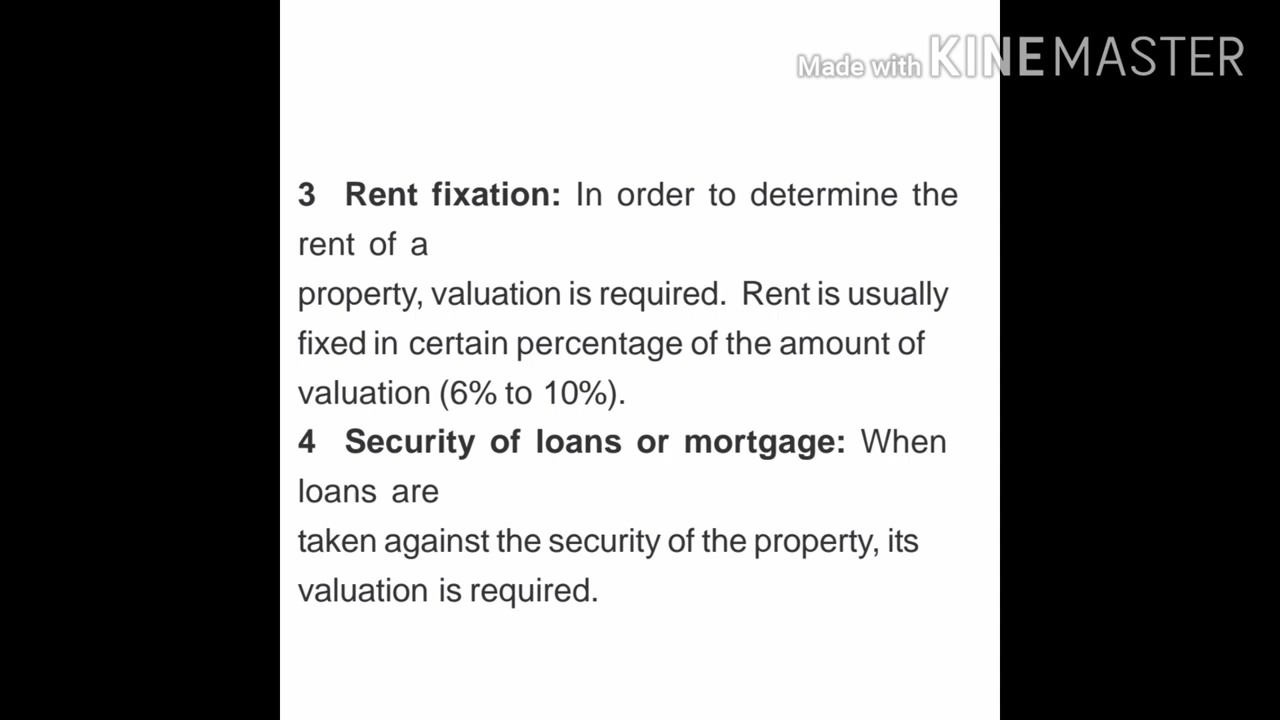 Made with KINEMASTER
3 Rent fixation: In order to determine the
rent of a
property, valuation is required. Rent is usually
fixed in certain percentage of the amount of
valuation (6% to 10%).
4 Security of loans or mortgage: When
loans are
taken against the security of the property, its
valuation is required.